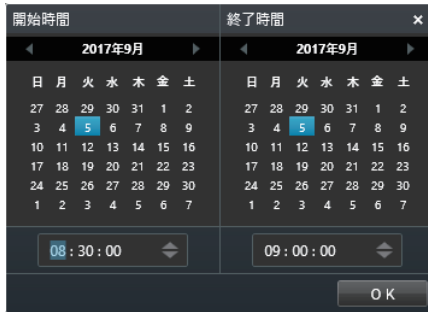 開始時間
2017年9月
日 月 火 水 木 金 土
27 28 29 30 31 1 2
3 4 5 6 7 8 9
10 11 12 13 14 15 16
17 18 19 20 21 22 23
24 25 26 27 28 29 30
1 2 3 4 5 6 7
08 : 30 : 00
終了時間
2017年9月
日 月 火 水 木 金 土
27 28 29 30 31 1 2
3 4 5 6 7 8 9
10 11 12 13 14 15 16
17 18 19 20 21 22 23
24 25 26 27 28 29 30
1 2 3 4 5 6 7
09 : 00 : 00
OK